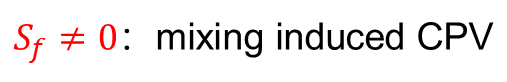 S_f ≠ 0: mixing induced CPV